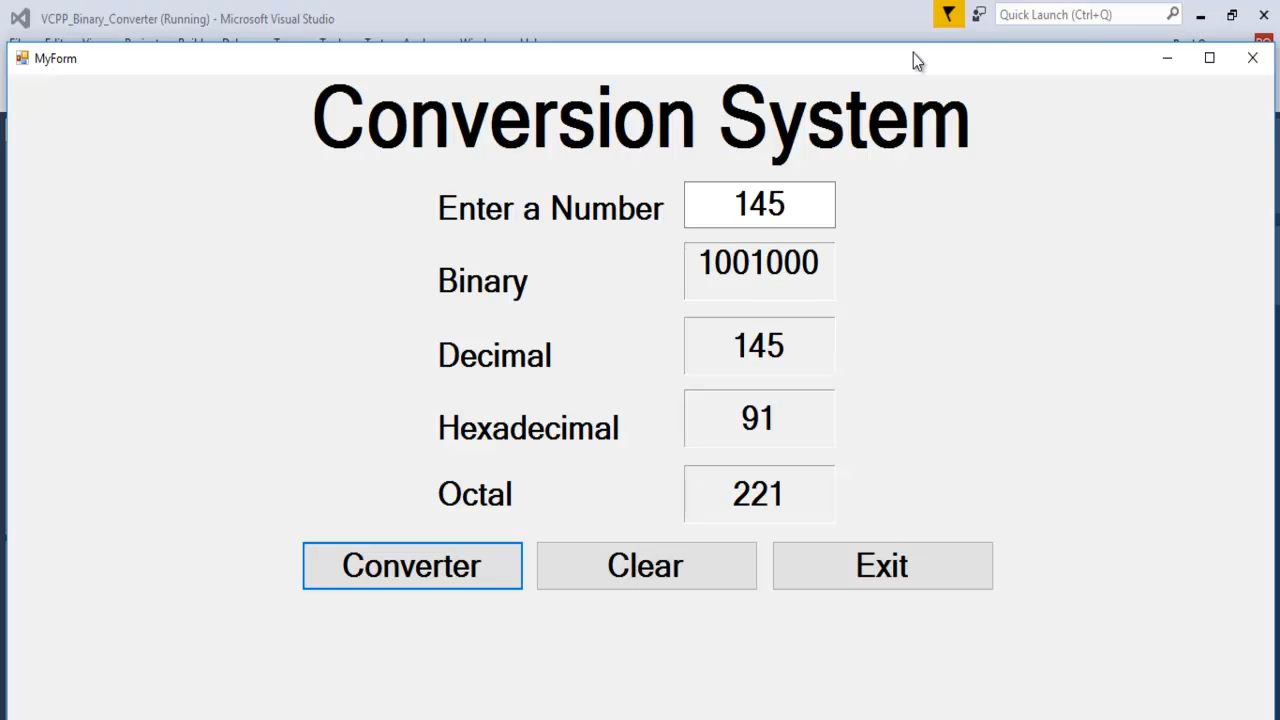 VCPP_Binary_Converter (Running) - Microsoft Visual Studio
Quick Launch (Ctrl+Q)
MyForm
Conversion System
Enter a Number 145
Binary 1001000
Decimal 145
Hexadecimal 91
Octal 221
Converter Clear Exit